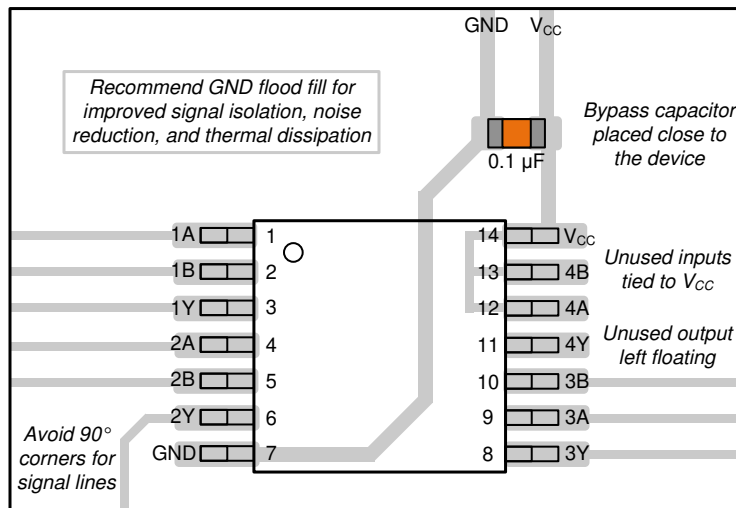 GND VCC
Recommend GND flood fill for
improved signal isolation, noise
reduction, and thermal dissipation
Bypass capacitor
placed close to
the device
0.1 µF
1A 1 14 VCC
1B 2 13 4B
1Y 3 12 4A
2A 4 11 4Y
2B 5 10 3B
2Y 6 9 3A
GND 7 8 3Y
Unused inputs
tied to VCC
Unused output
left floating
Avoid 90°
corners for
signal lines